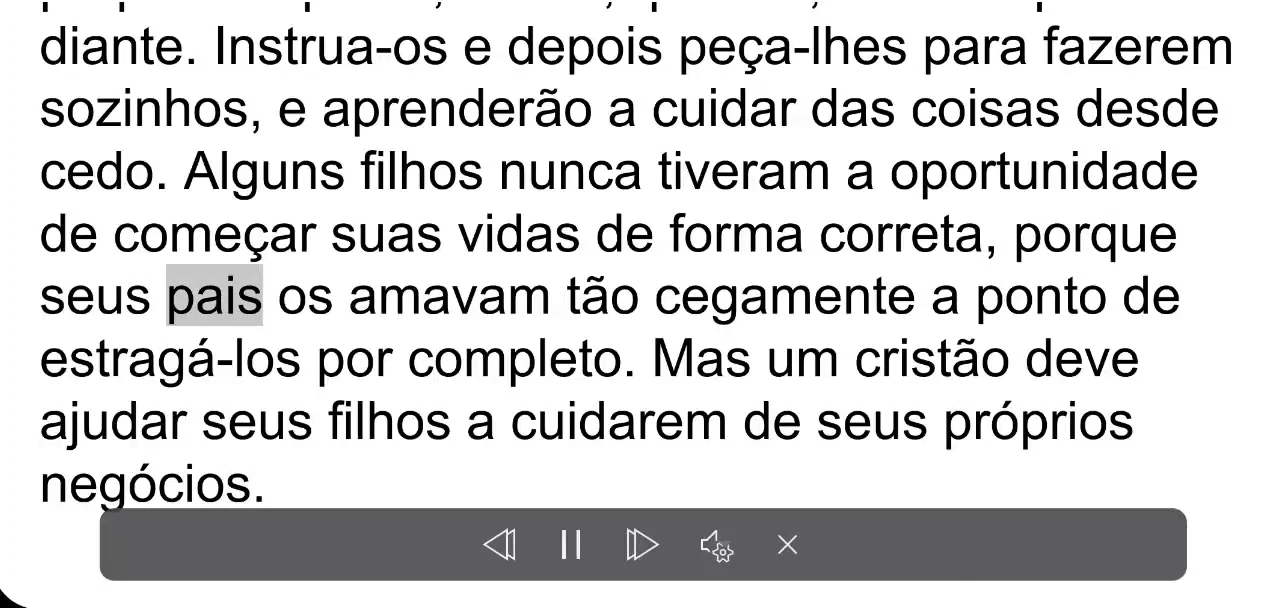 diante. Instrua-os e depois peça-lhes para fazerem
sozinhos, e aprenderão a cuidar das coisas desde
cedo. Alguns filhos nunca tiveram a oportunidade
de começar suas vidas de forma correta, porque
seus pais os amavam tão cegamente a ponto de
estragá-los por completo. Mas um cristão deve
ajudar seus filhos a cuidarem de seus próprios
negócios.